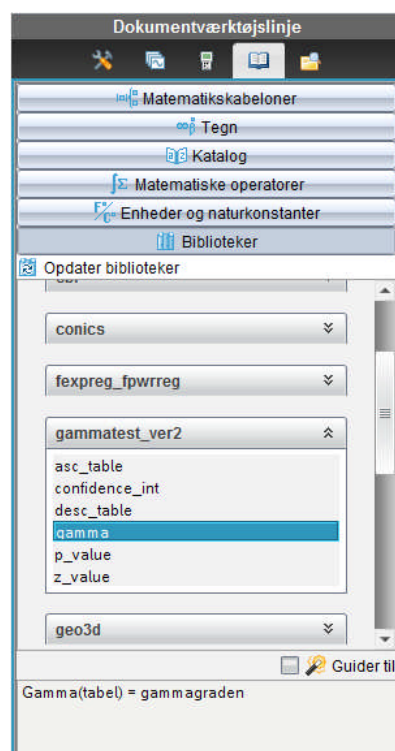 Dokumentværktøjslinje
Matematikskabeloner
Tegn
Katalog
Matematiske operatorer
Enheder og naturkonstanter
Biblioteker
Opdater biblioteker
conics
fexpreg_fpwrreg
gammatest_ver2
asc_table
confidence_int
desc_table
gamma
p_value
z_value
geo3d
Guider til
Gamma(tabel) = gammagraden